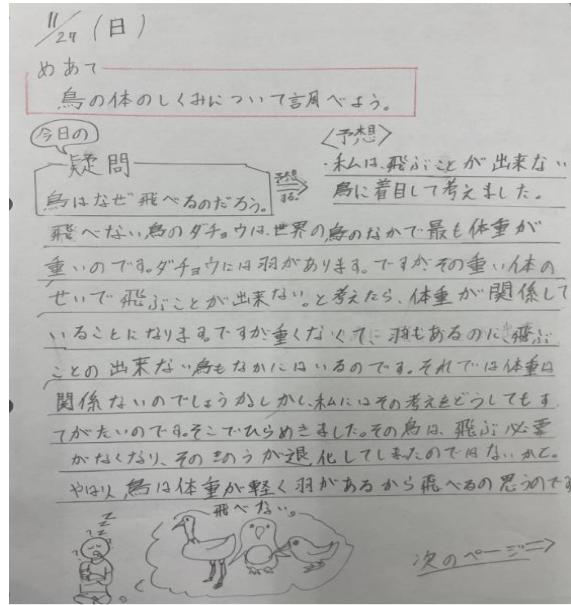 11/24（日）
めあて
鳥の体のしくみについて調べよう。
今日の
疑問
鳥はなぜ飛べるのだろう。
予想する。
〈予想〉
・私は、飛ぶことが出来ない
鳥に着目して考えました。
飛べない鳥のダチョウは、世界の鳥のなかで最も体重が
重いのです。ダチョウには羽があります。ですが、その重い体の
せいで飛ぶことが出来ない。と考えたら、体重が関係して
いることになります。ですが重くなくて、羽もあるのに飛ぶ
ことの出来ない鳥もなかにはいるのです。それでは体重は
関係ないのでしょうか。しかし、私にはその考えをどうしてもす
てがたいのです。そこでひらめきました。その鳥は、飛ぶ必要
がなくなり、そのきのうが退化してしまたのではないかと。
やはり、鳥は体重が軽く羽があるから飛べるの思うのです
飛べない。
zzzz
次のページ⇒